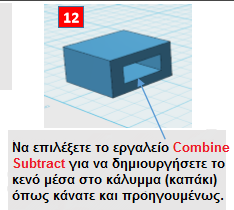 12
Να επιλέξετε το εργαλείο Combine
Subtract για να δημιουργήσετε το
κενό μέσα στο κάλυμμα (καπάκι)
όπως κάνατε και προηγουμένως.